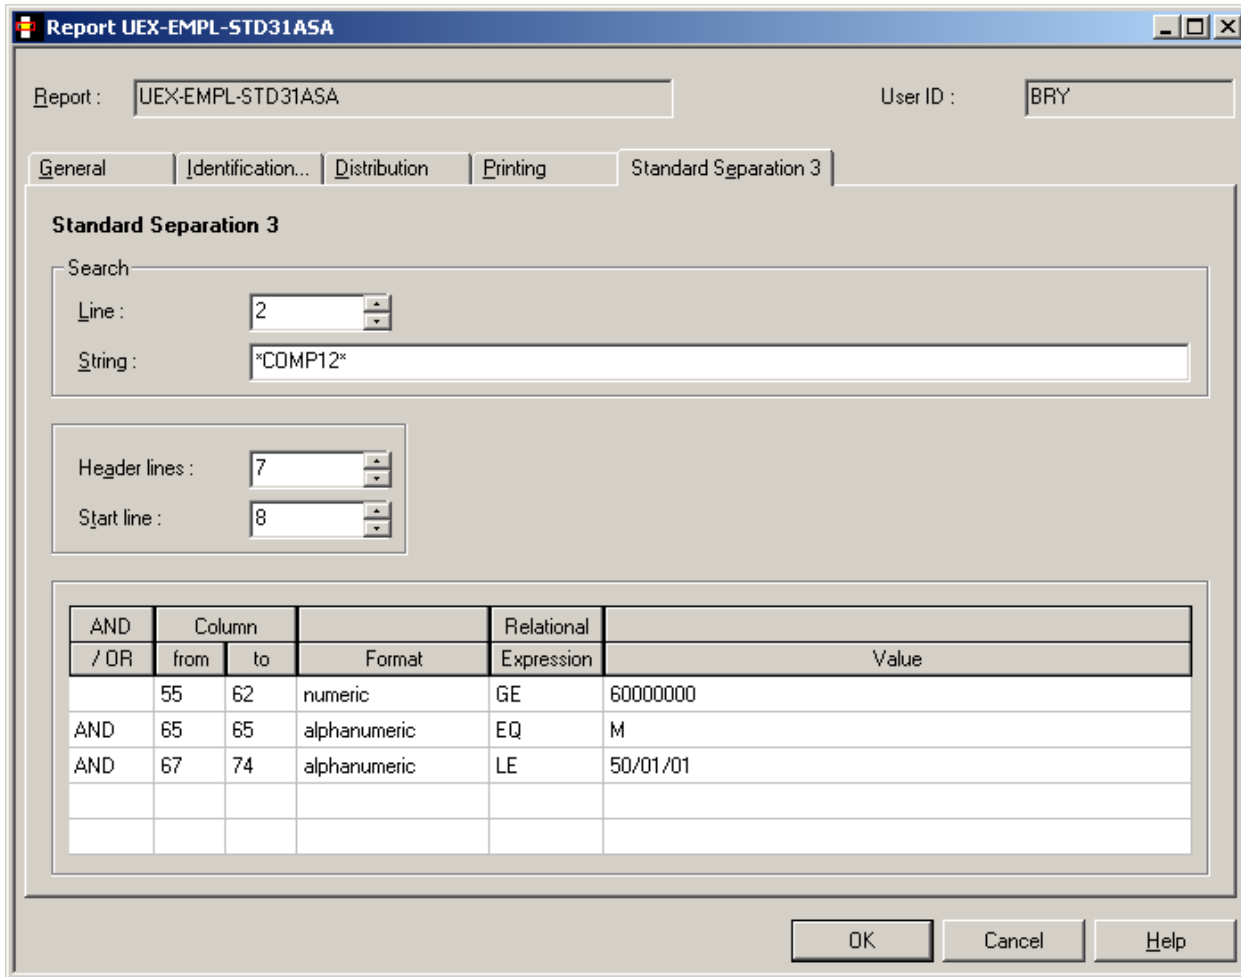 Report UEX-EMPL-STD31ASA
Report : UEX-EMPL-STD31ASA User ID : BRY
General Identification... Distribution Printing Standard Separation 3
Standard Separation 3
Search
Line : 2
String : *COMP12*
Header lines : 7
Start line : 8
AND Column Relational
/ OR from to Format Expression Value
55 62 numeric GE 60000000
AND 65 65 alphanumeric EQ M
AND 67 74 alphanumeric LE 50/01/01
OK Cancel Help